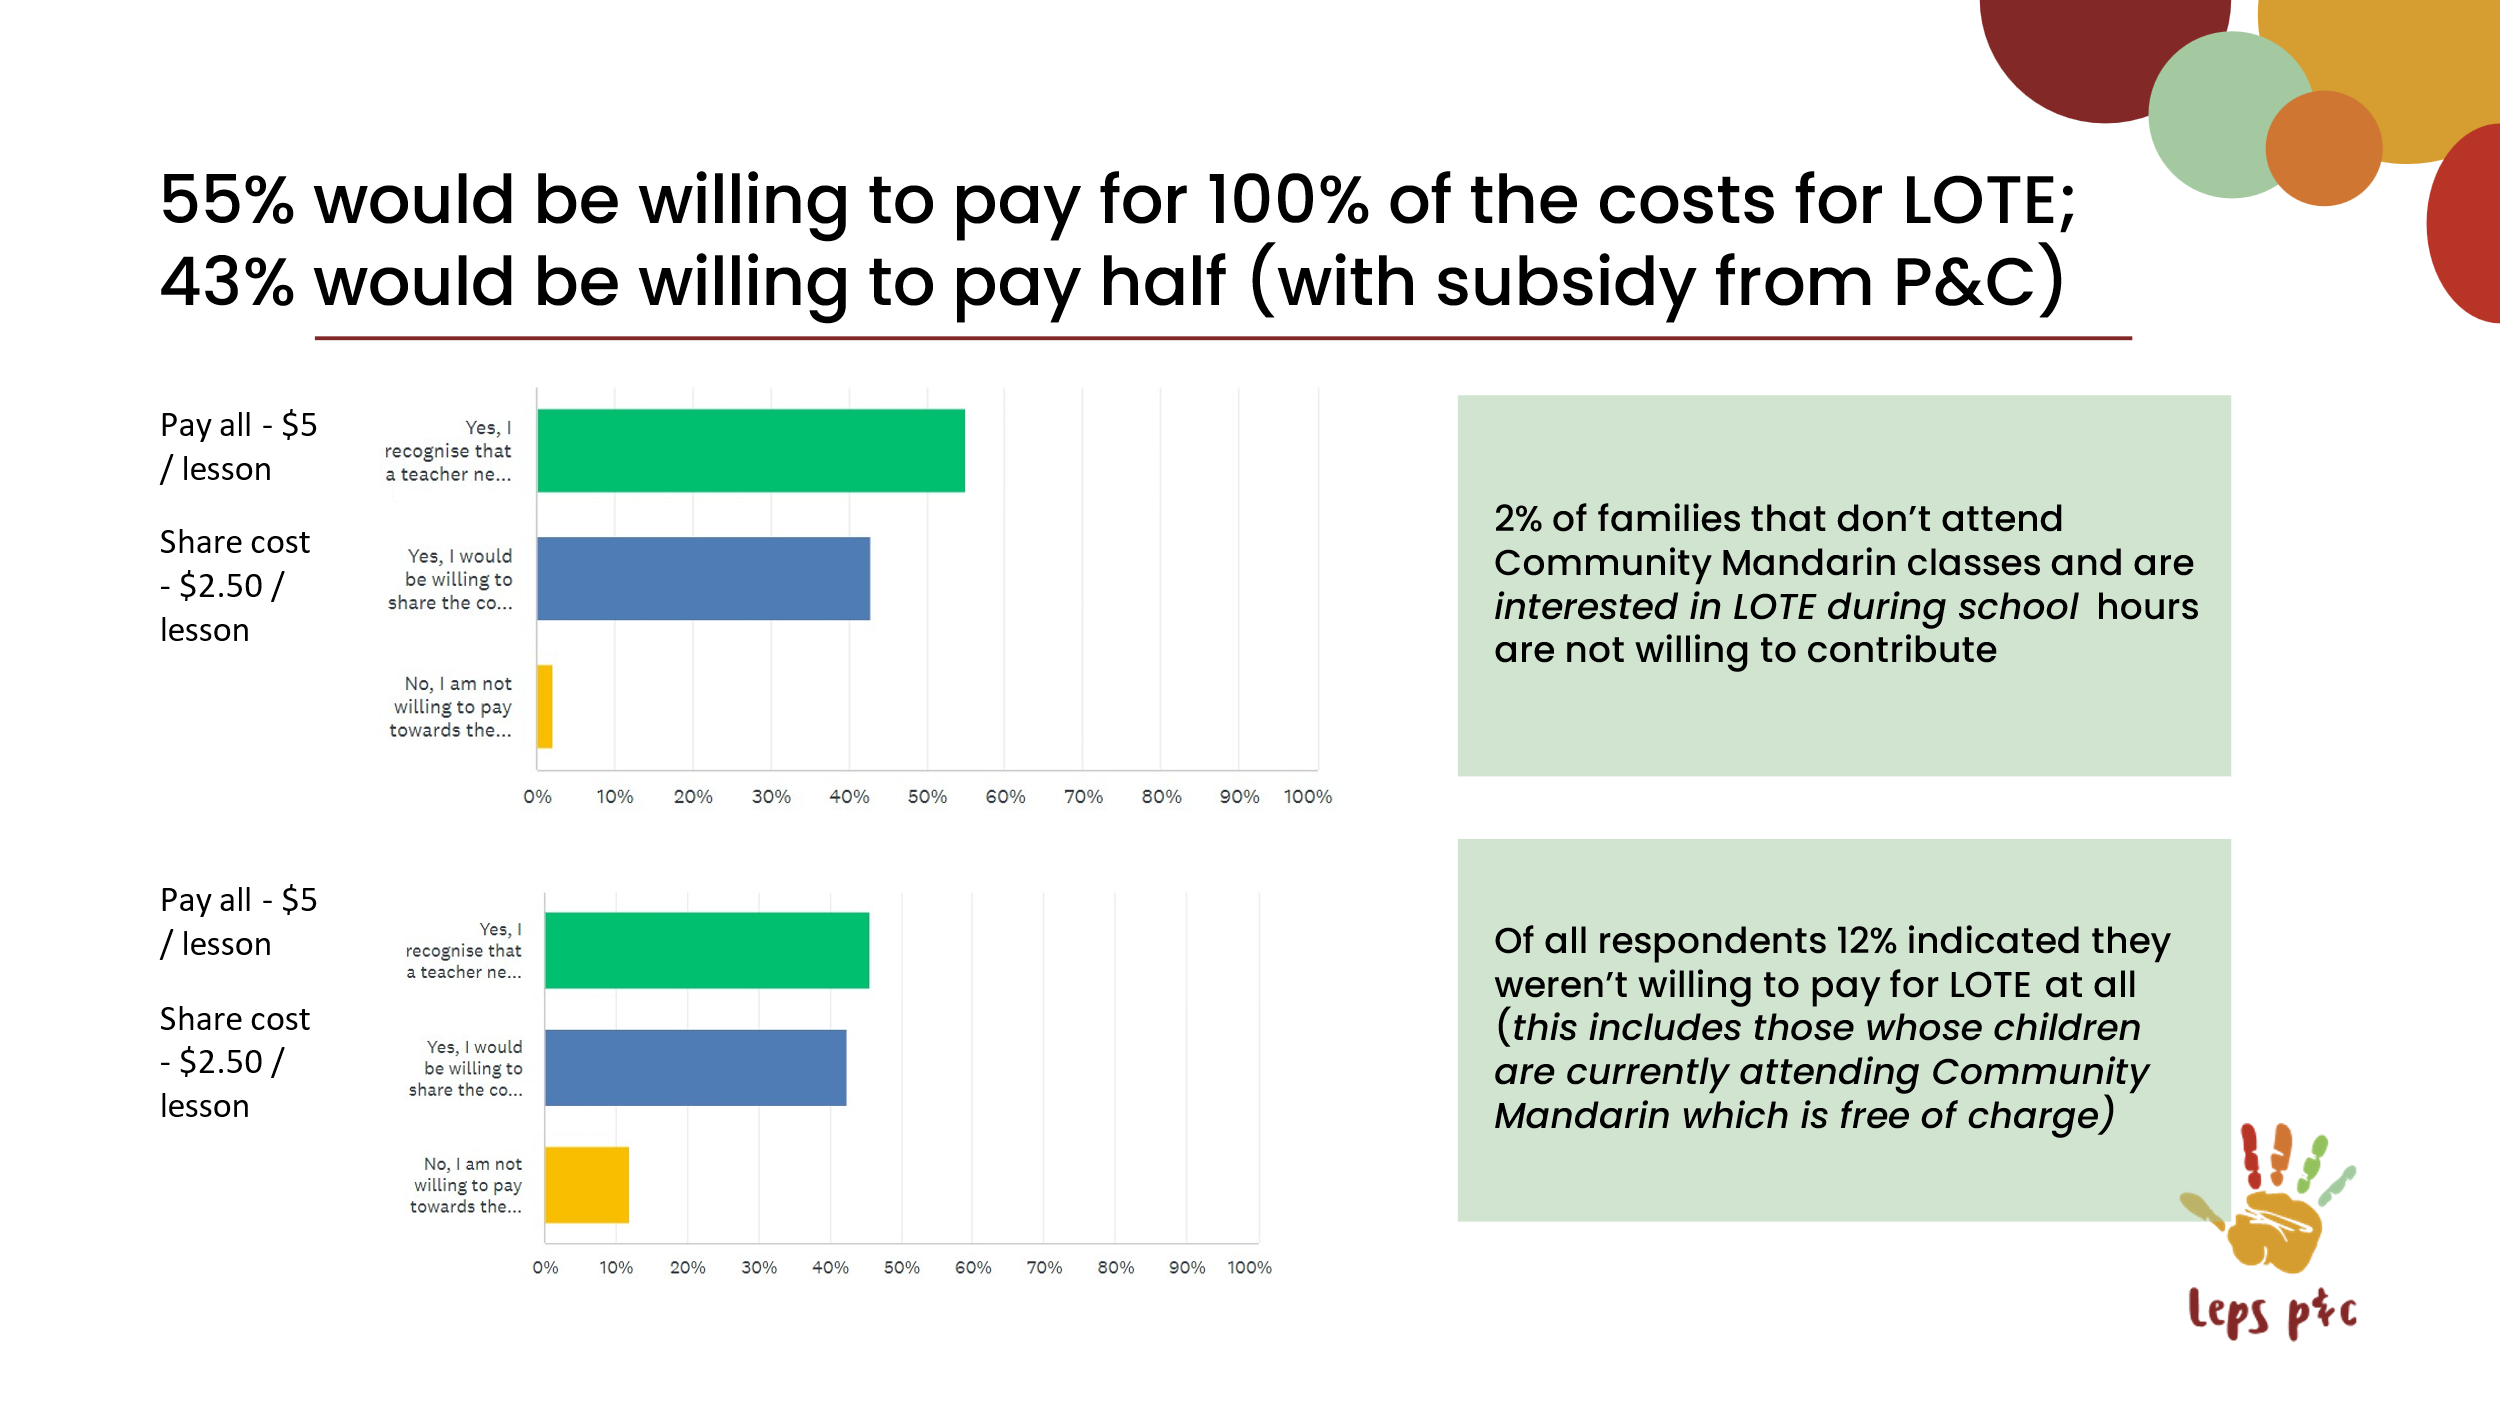 55% would be willing to pay for 100% of the costs for LOTE;
43% would be willing to pay half (with subsidy from P&C)
Pay all - $5
/ lesson
Share cost
- $2.50 /
lesson
Yes, I
recognise that
a teacher ne...
Yes, I would
be willing to
share the co...
No, I am not
willing to pay
towards the...
0% 10% 20% 30% 40% 50% 60% 70% 80% 90% 100%
2% of families that don’t attend
Community Mandarin classes and are
interested in LOTE during school hours
are not willing to contribute
Pay all - $5
/ lesson
Share cost
- $2.50 /
lesson
Yes, I
recognise that
a teacher ne...
Yes, I would
be willing to
share the co...
No, I am not
willing to pay
towards the...
0% 10% 20% 30% 40% 50% 60% 70% 80% 90% 100%
Of all respondents 12% indicated they
weren’t willing to pay for LOTE at all
(this includes those whose children
are currently attending Community
Mandarin which is free of charge)
leps p&c